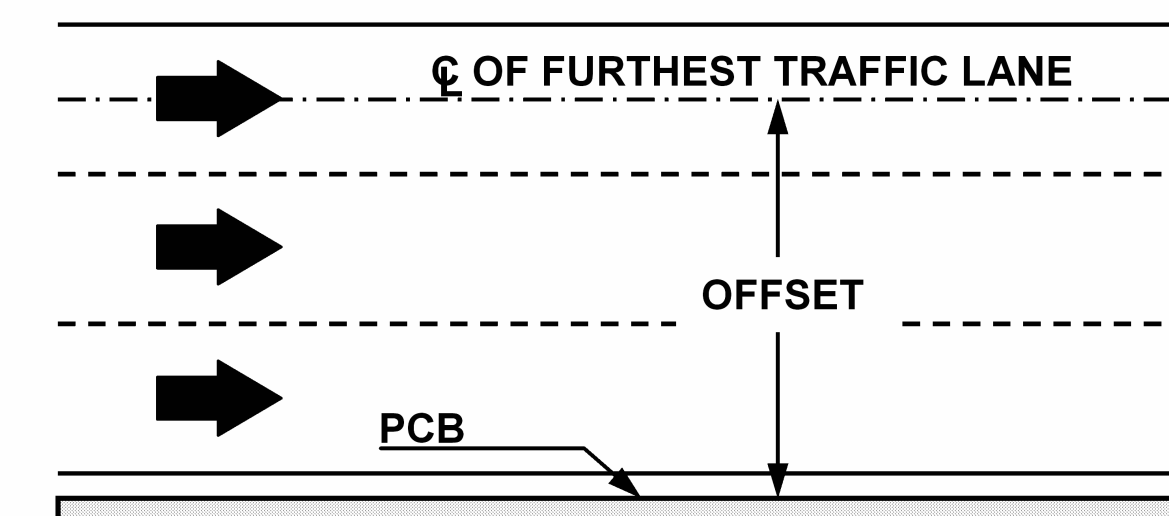 ℄ OF FURTHEST TRAFFIC LANE
OFFSET
PCB